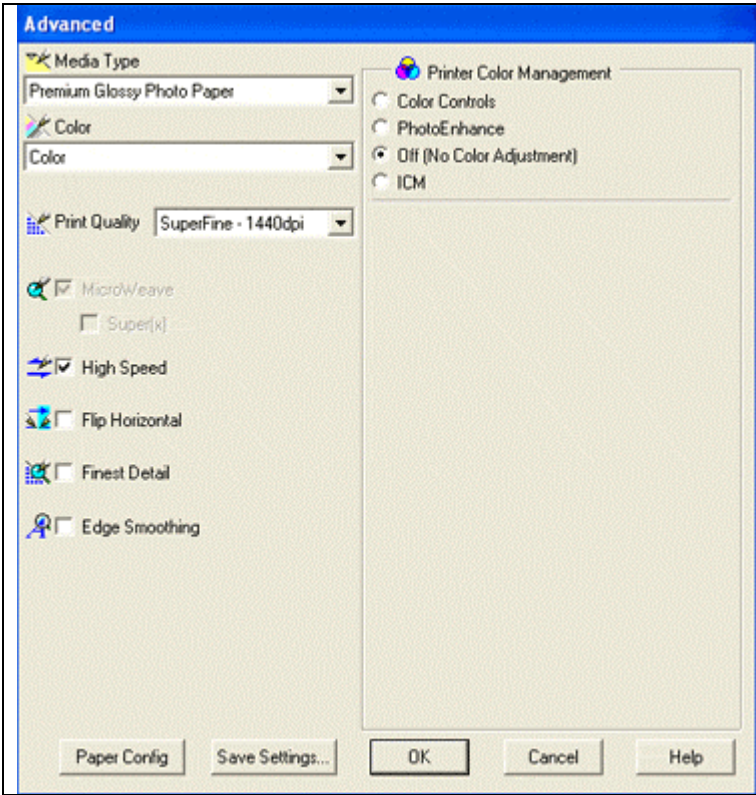 Advanced
Media Type
Premium Glossy Photo Paper
Color
Color
Print Quality SuperFine - 1440dpi
MicroWeave
Super(x)
High Speed
Flip Horizontal
Finest Detail
Edge Smoothing
Printer Color Management
Color Controls
PhotoEnhance
Off (No Color Adjustment)
ICM
Paper Config Save Settings... OK Cancel Help